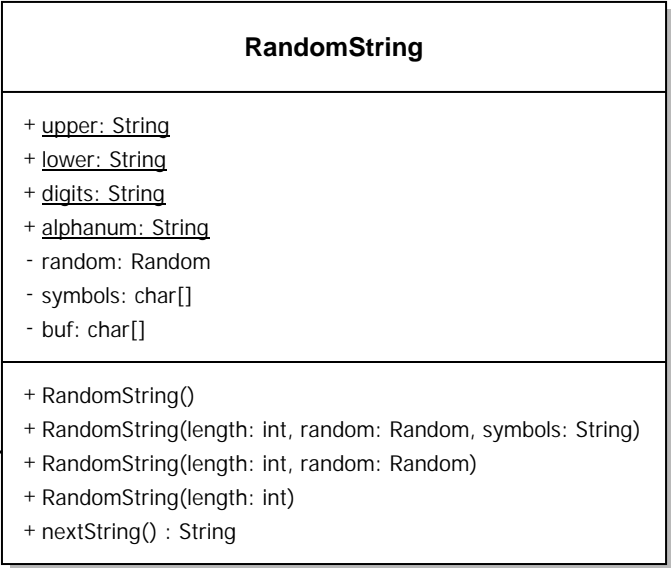 RandomString
+ upper: String
+ lower: String
+ digits: String
+ alphanum: String
- random: Random
- symbols: char[]
- buf: char[]
+ RandomString()
+ RandomString(length: int, random: Random, symbols: String)
+ RandomString(length: int, random: Random)
+ RandomString(length: int)
+ nextString() : String